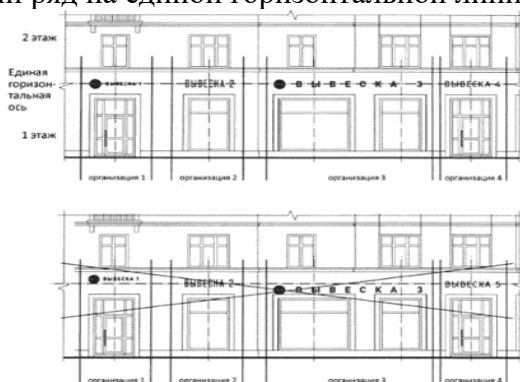 ряд на единой горизонтальной
2 этаж
Единая
горизон-
тальная
ось
1 этаж
ВЫВЕСКА 1
ВЫВЕСКА 2
ВЫВЕСКА 3
ВЫВЕСКА 4
организация 1
организация 2
организация 3
организация 4
ВЫВЕСКА 1
ВЫВЕСКА 2
ВЫВЕСКА 3
ВЫВЕСКА 5
организация 1
организация 2
организация 3
организация 4